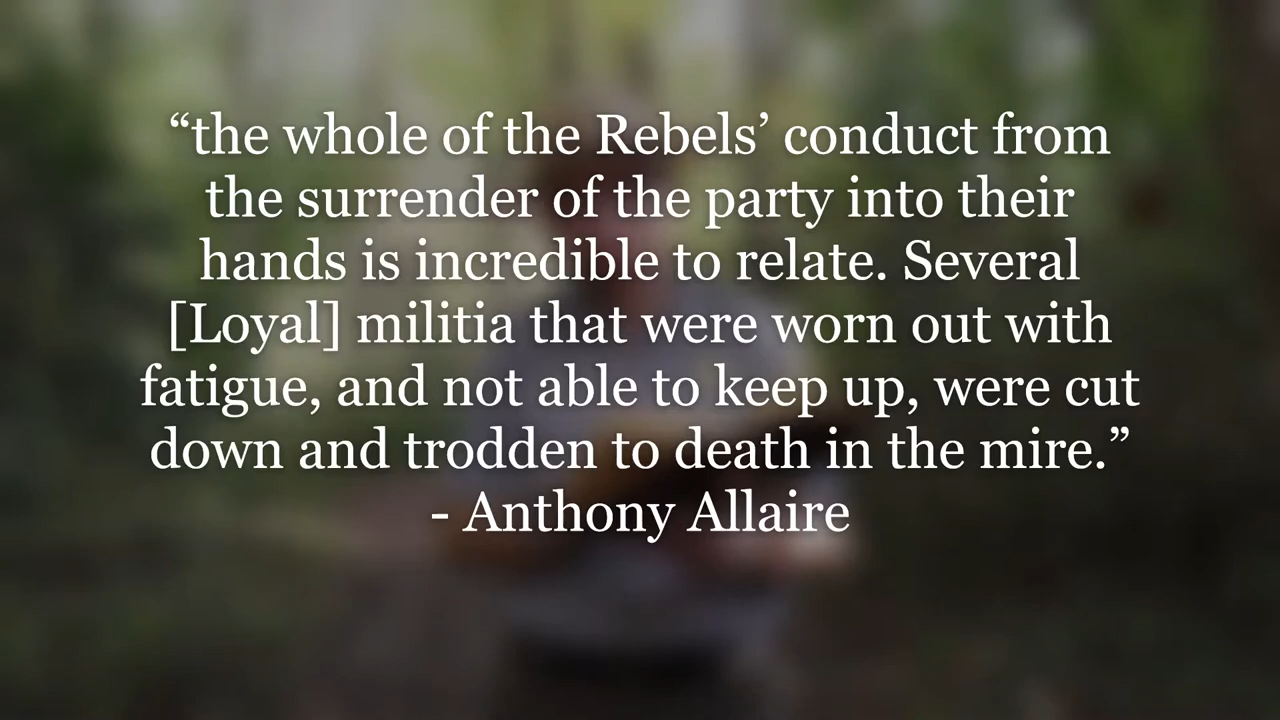 “the whole of the Rebels’ conduct from
the surrender of the party into their
hands is incredible to relate. Several
[Loyal] militia that were worn out with
fatigue, and not able to keep up, were cut
down and trodden to death in the mire.”
- Anthony Allaire